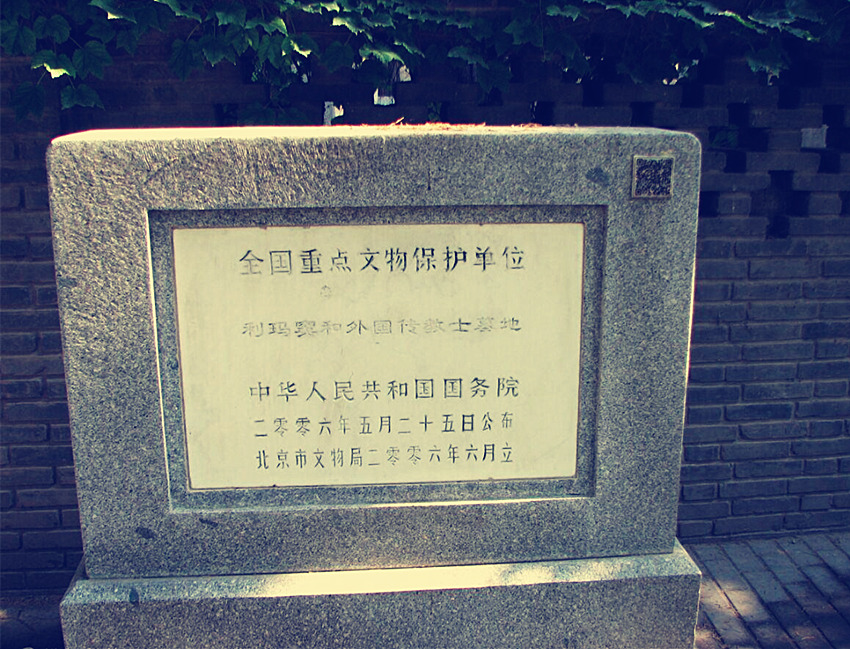 全国重点文物保护单位
利玛窦和外国传教士墓地
中华人民共和国国务院
二零零六年五月二十五日公布
北京市文物局二零零六年六月立